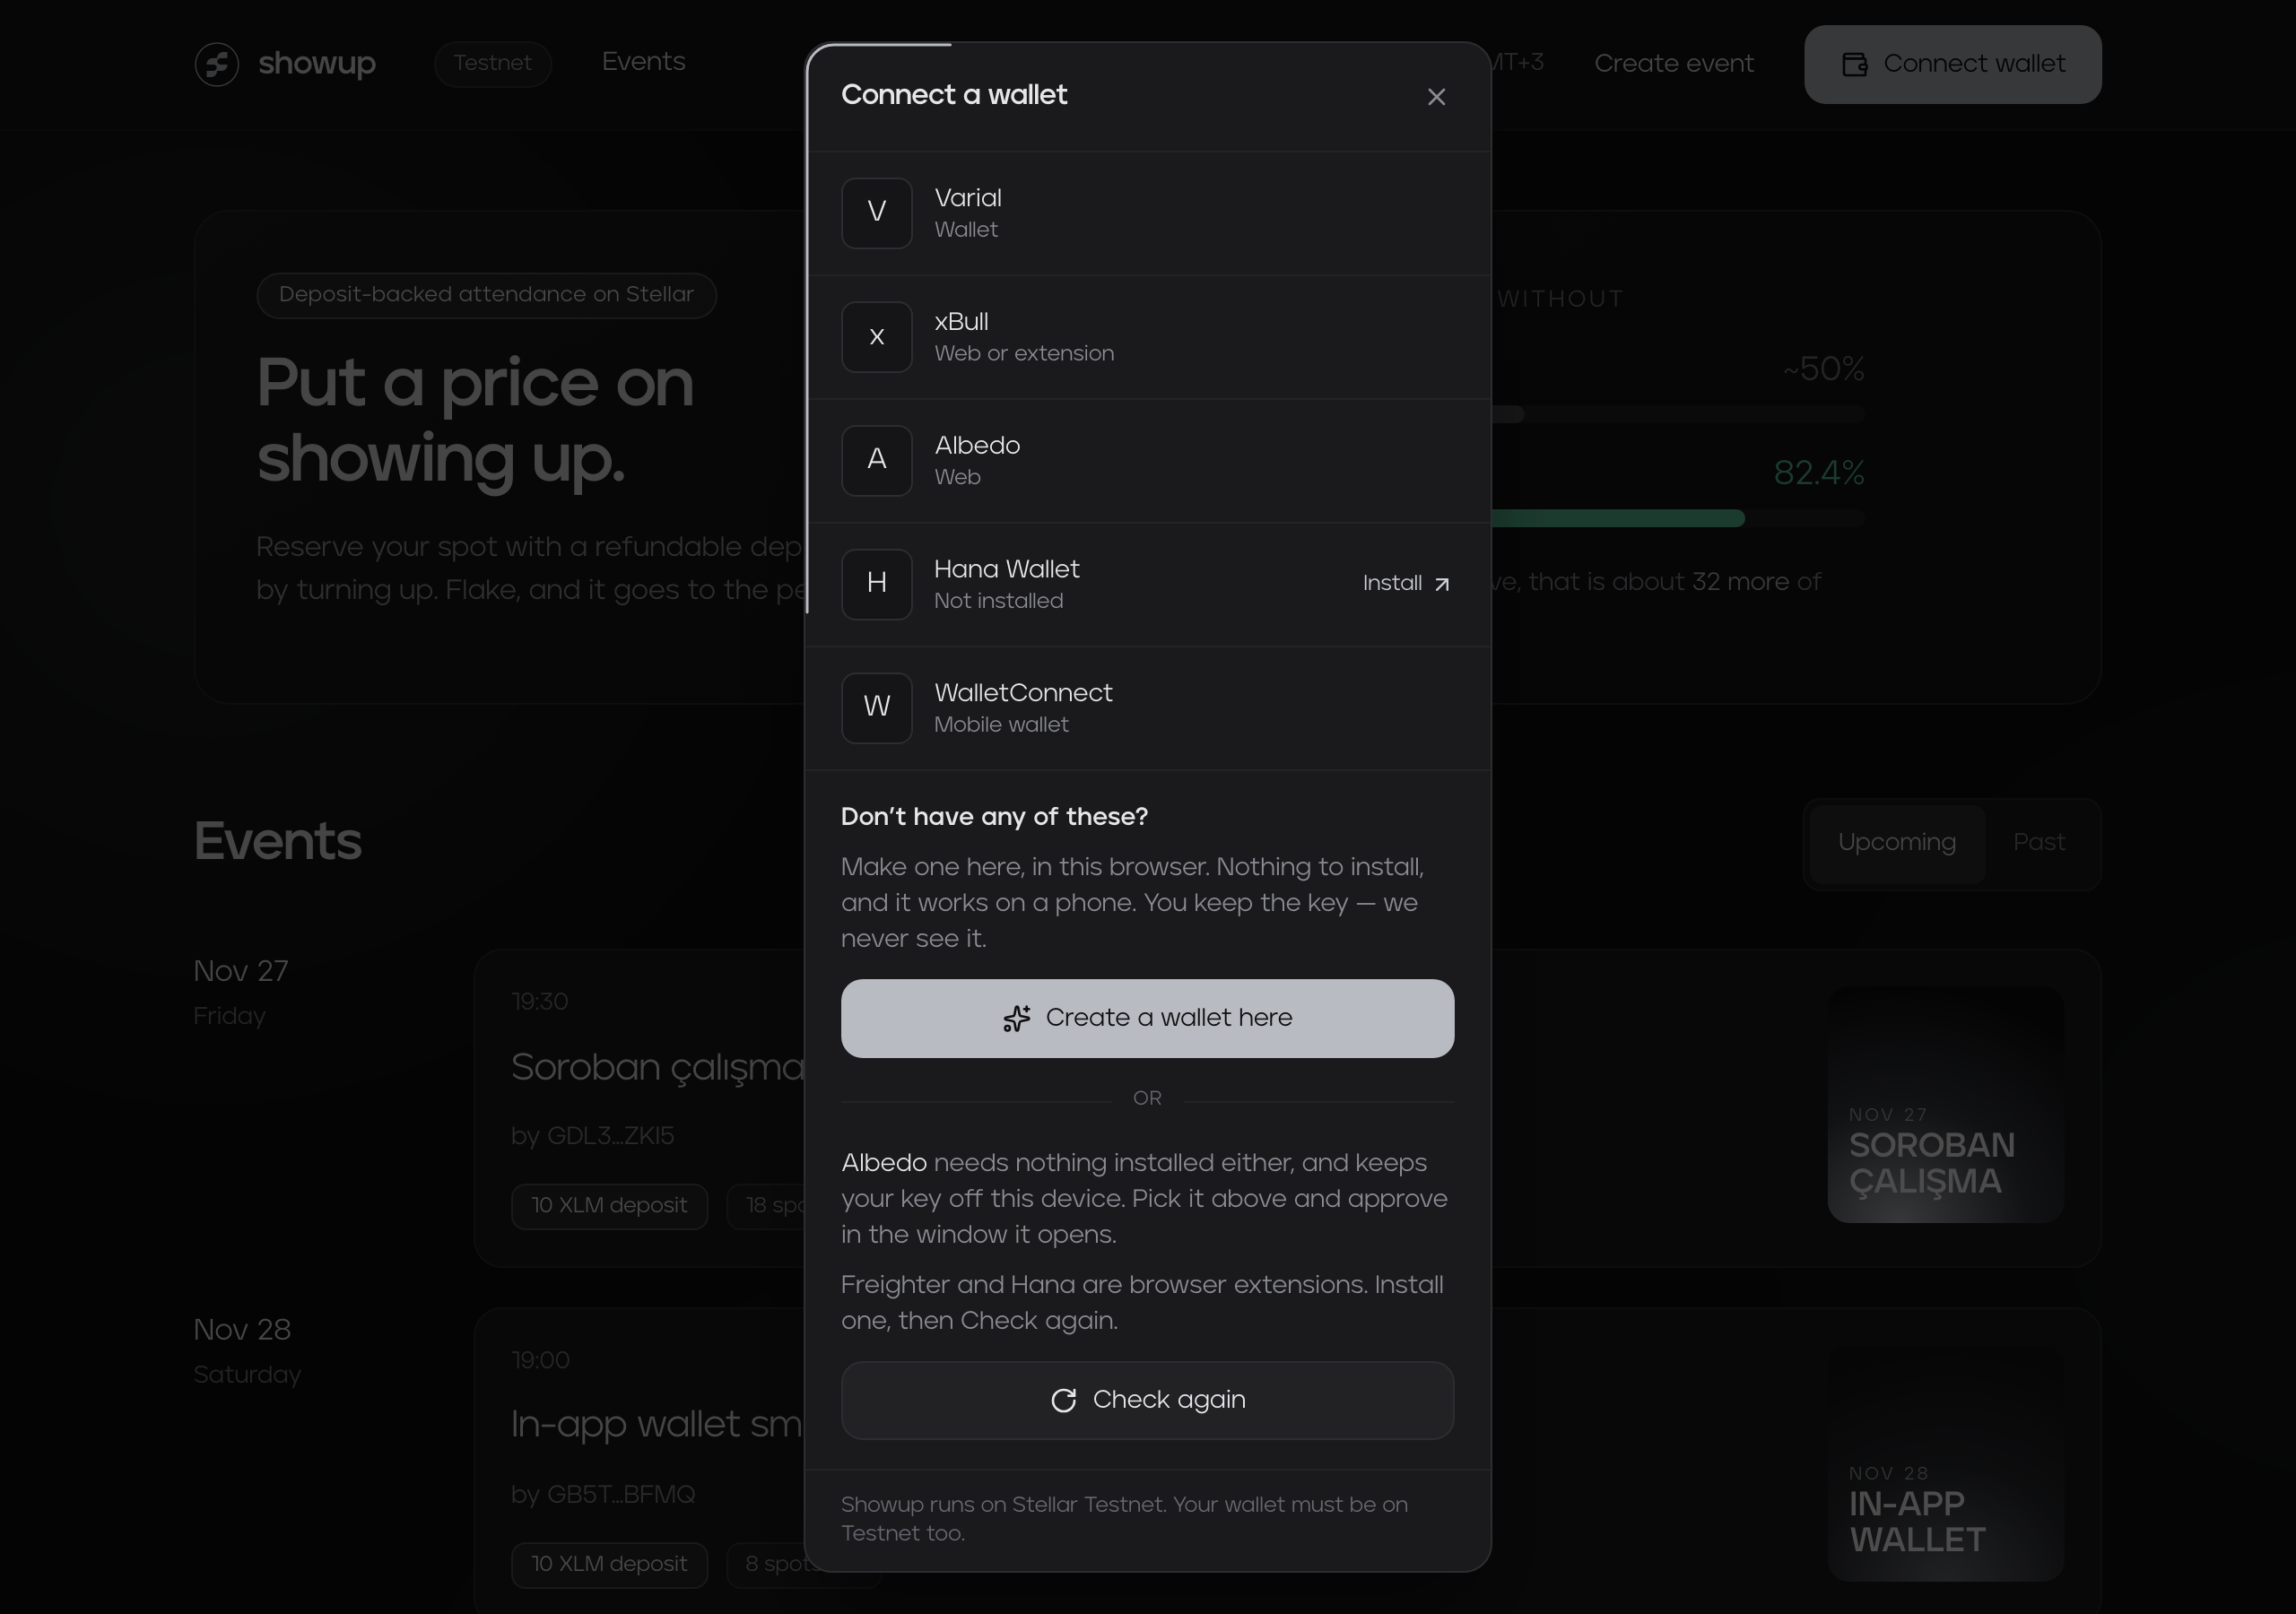 showup
Testnet
Events
MT+3
Create event
Connect wallet
Connect a wallet
V
Varial
Wallet
x
xBull
Web or extension
A
Albedo
Web
H
Hana Wallet
Not installed
Install
W
WalletConnect
Mobile wallet
Don't have any of these?
Make one here, in this browser. Nothing to install,
and it works on a phone. You keep the key — we
never see it.
Create a wallet here
OR
Albedo needs nothing installed either, and keeps
your key off this device. Pick it above and approve
in the window it opens.
Freighter and Hana are browser extensions. Install
one, then Check again.
Check again
Showup runs on Stellar Testnet. Your wallet must be on
Testnet too.
Deposit-backed attendance on Stellar
Put a price on
showing up.
Reserve your spot with a refundable dep
by turning up. Flake, and it goes to the pe
WITHOUT
~50%
82.4%
that is about 32 more of
Events
Upcoming
Past
Nov 27
Friday
19:30
Soroban çalışma
by GDL3...ZKI5
10 XLM deposit
18 spo
NOV 27
SOROBAN
ÇALIŞMA
Nov 28
Saturday
19:00
In-app wallet sm
by GB5T...BFMQ
10 XLM deposit
8 spots
NOV 28
IN-APP
WALLET